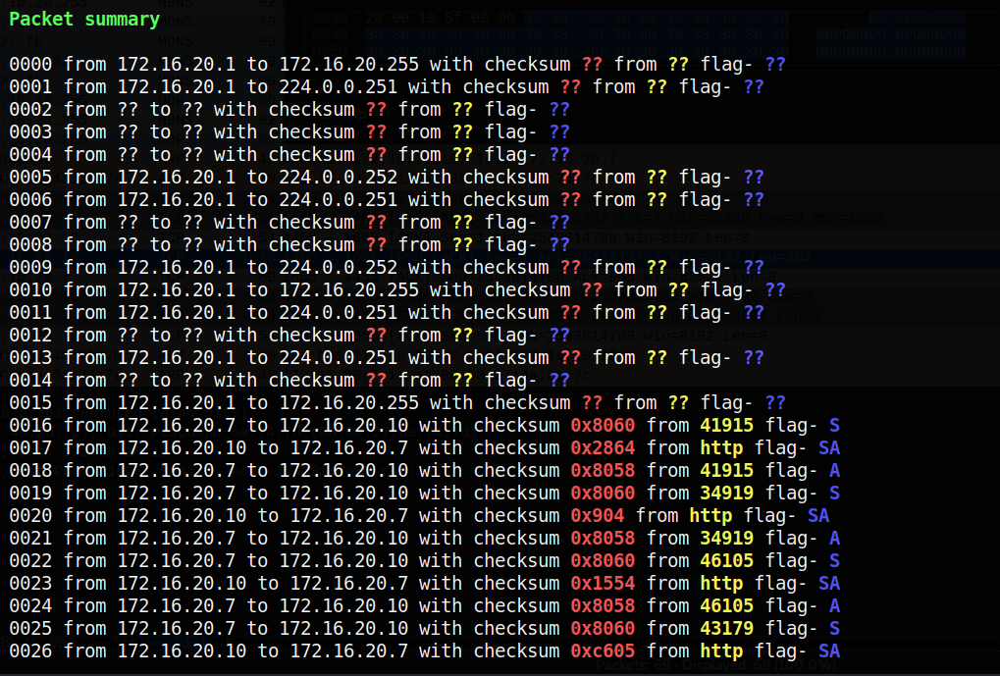 Packet summary
0000 from 172.16.20.1 to 172.16.20.255 with checksum ?? from ?? flag- ??
0001 from 172.16.20.1 to 224.0.0.251 with checksum ?? from ?? flag- ??
0002 from ?? to ?? with checksum ?? from ?? flag- ??
0003 from ?? to ?? with checksum ?? from ?? flag- ??
0004 from ?? to ?? with checksum ?? from ?? flag- ??
0005 from 172.16.20.1 to 224.0.0.252 with checksum ?? from ?? flag- ??
0006 from 172.16.20.1 to 224.0.0.251 with checksum ?? from ?? flag- ??
0007 from ?? to ?? with checksum ?? from ?? flag- ??
0008 from ?? to ?? with checksum ?? from ?? flag- ??
0009 from 172.16.20.1 to 224.0.0.252 with checksum ?? from ?? flag- ??
0010 from 172.16.20.1 to 172.16.20.255 with checksum ?? from ?? flag- ??
0011 from 172.16.20.1 to 224.0.0.251 with checksum ?? from ?? flag- ??
0012 from ?? to ?? with checksum ?? from ?? flag- ??
0013 from 172.16.20.1 to 224.0.0.251 with checksum ?? from ?? flag- ??
0014 from ?? to ?? with checksum ?? from ?? flag- ??
0015 from 172.16.20.1 to 172.16.20.255 with checksum ?? from ?? flag- ??
0016 from 172.16.20.7 to 172.16.20.10 with checksum 0x8060 from 41915 flag- S
0017 from 172.16.20.10 to 172.16.20.7 with checksum 0x2864 from http flag- SA
0018 from 172.16.20.7 to 172.16.20.10 with checksum 0x8058 from 41915 flag- A
0019 from 172.16.20.7 to 172.16.20.10 with checksum 0x8060 from 34919 flag- S
0020 from 172.16.20.10 to 172.16.20.7 with checksum 0x904 from http flag- SA
0021 from 172.16.20.7 to 172.16.20.10 with checksum 0x8058 from 34919 flag- A
0022 from 172.16.20.7 to 172.16.20.10 with checksum 0x8060 from 46105 flag- S
0023 from 172.16.20.10 to 172.16.20.7 with checksum 0x1554 from http flag- SA
0024 from 172.16.20.7 to 172.16.20.10 with checksum 0x8058 from 46105 flag- A
0025 from 172.16.20.7 to 172.16.20.10 with checksum 0x8060 from 43179 flag- S
0026 from 172.16.20.10 to 172.16.20.7 with checksum 0xc605 from http flag- SA
Packets: 69 - Displayed: 69 (100.0%)